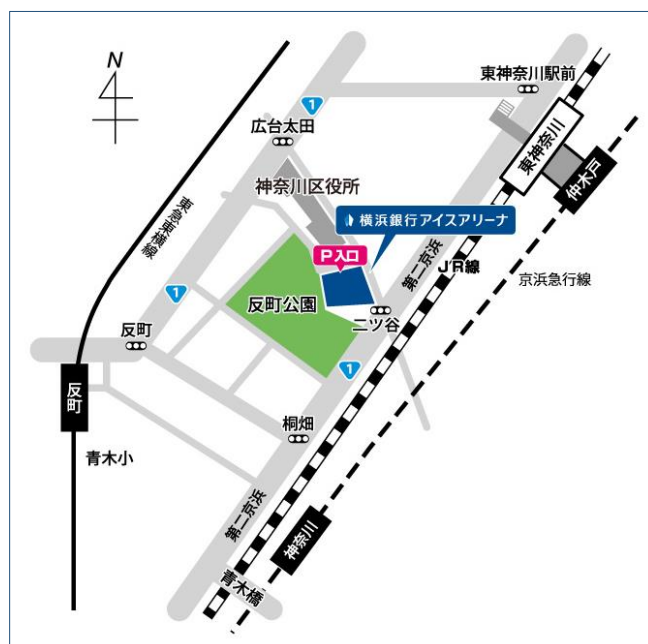 N
東神奈川駅前
1
広台太田
東神奈川
神奈川区役所
仲木戸
東急東横線
横浜銀行アイスアリーナ
P入口
第二京浜
JR線
京浜急行線
1
反町公園
二ツ谷
反町
1
反町
桐畑
青木小
第二京浜
神奈川
青木橋